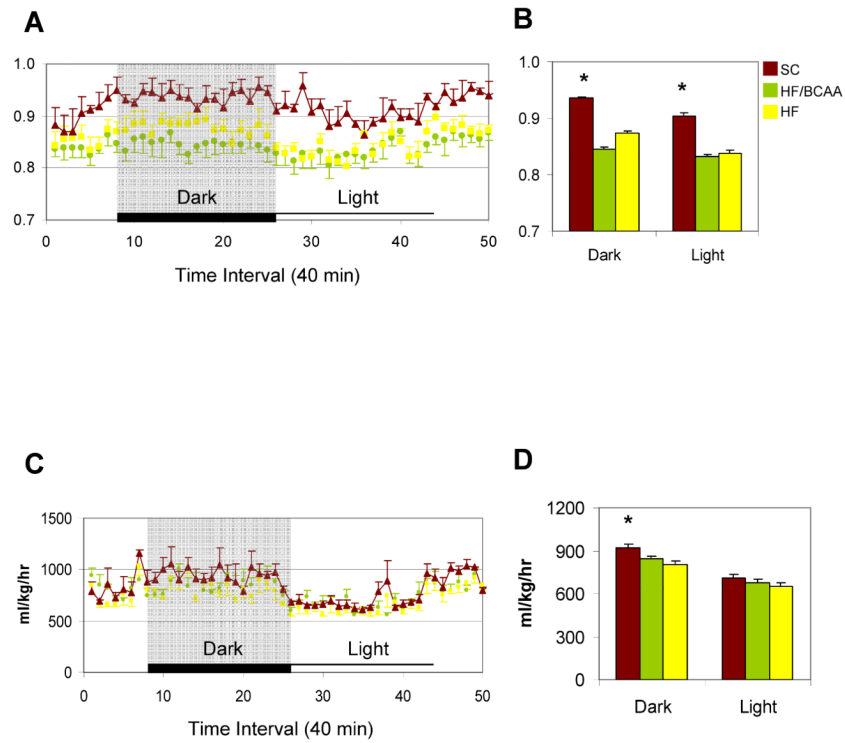 A
1.0
0.9
0.8
0.7
Dark
Light
0
10
20
30
40
50
Time Interval (40 min)
B
1.0
0.9
0.8
0.7
*
*
Dark
Light
SC
HF/BCAA
HF
C
ml/kg/hr
1500
1000
500
0
Dark
Light
0
10
20
30
40
50
Time Interval (40 min)
D
ml/kg/hr
1200
900
600
300
0
*
Dark
Light